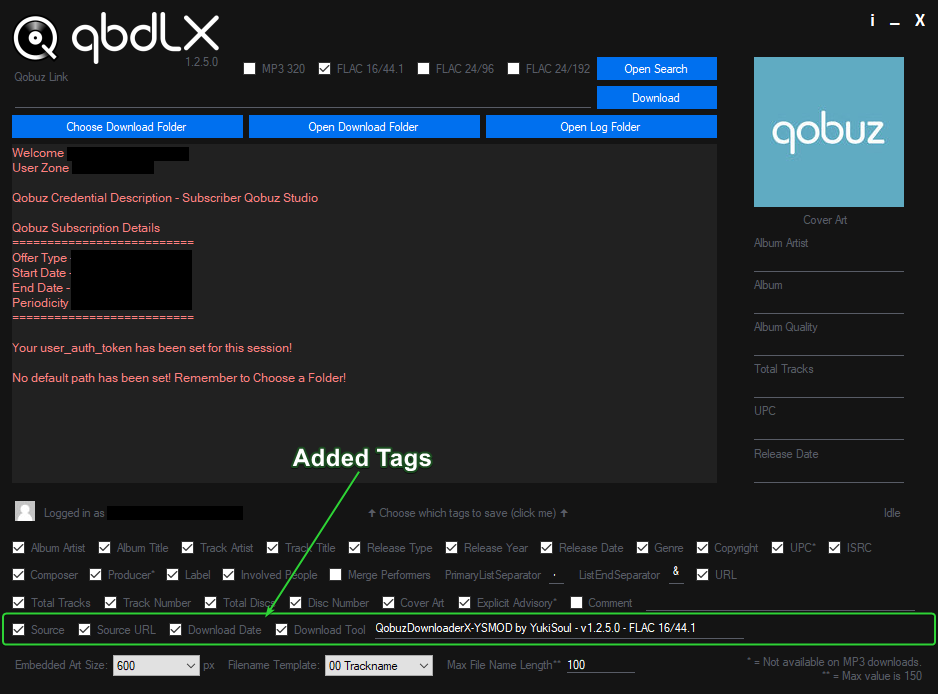 qbdLX
1.2.5.0
i _ X
Qobuz Link
MP3 320 FLAC 16/44.1 FLAC 24/96 FLAC 24/192 Open Search
Download
Choose Download Folder Open Download Folder Open Log Folder
Welcome
User Zone
Qobuz Credential Description - Subscriber Qobuz Studio
Qobuz Subscription Details
==========================
Offer Type -
Start Date -
End Date -
Periodicity
==========================
Your user_auth_token has been set for this session!
No default path has been set! Remember to Choose a Folder!
qobuz
Cover Art
Album Artist
Album
Album Quality
Total Tracks
UPC
Release Date
Added Tags
Logged in as ↑ Choose which tags to save (click me) ↑ Idle
Album Artist Album Title Track Artist Track Title Release Type Release Year Release Date Genre Copyright UPC* ISRC
Composer Producer* Label Involved People Merge Performers PrimaryListSeparator . ListEndSeparator & URL
Total Tracks Track Number Total Discs Disc Number Cover Art Explicit Advisory* Comment
Source Source URL Download Date Download Tool QobuzDownloaderX-YSMOD by YukiSoul - v1.2.5.0 - FLAC 16/44.1
Embedded Art Size: 600 px Filename Template: 00 Trackname Max File Name Length** 100
* = Not available on MP3 downloads.
** = Max value is 150